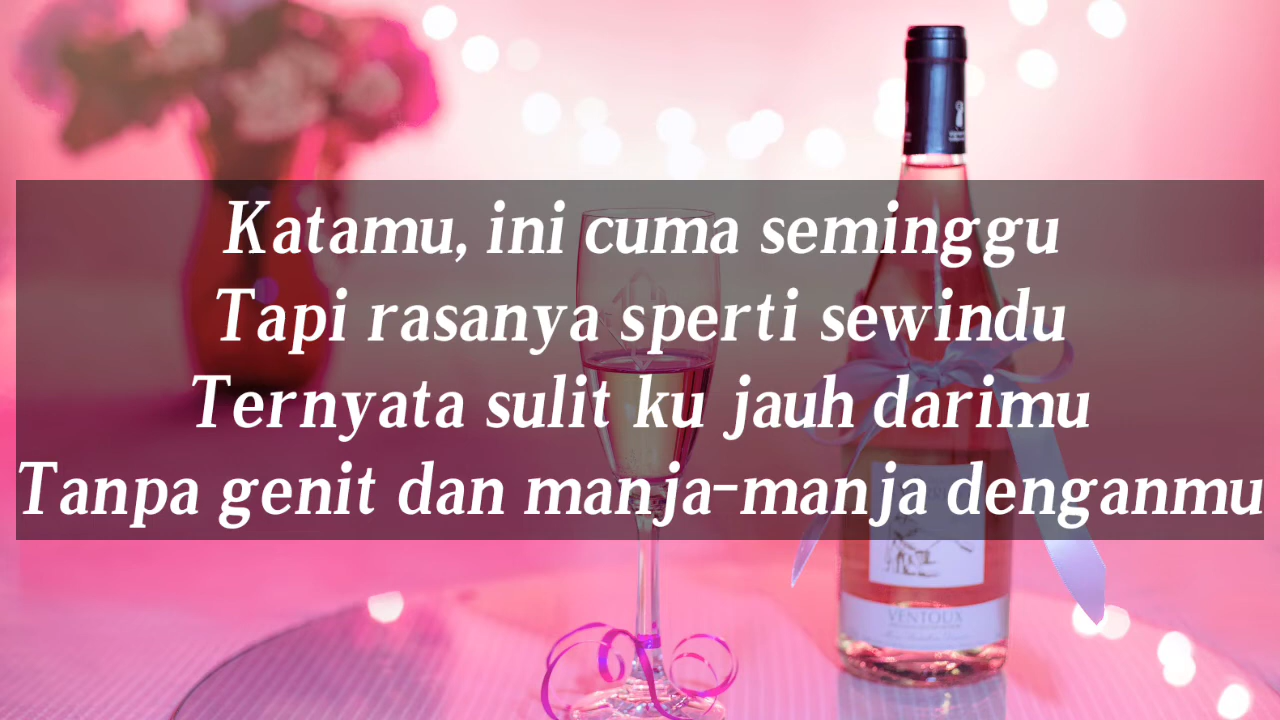 Katamu, ini cuma seminggu
Tapi rasanya sperti sewindu
Ternyata sulit ku jauh darimu
Tanpa genit dan manja-manja denganmu
VENTOUX